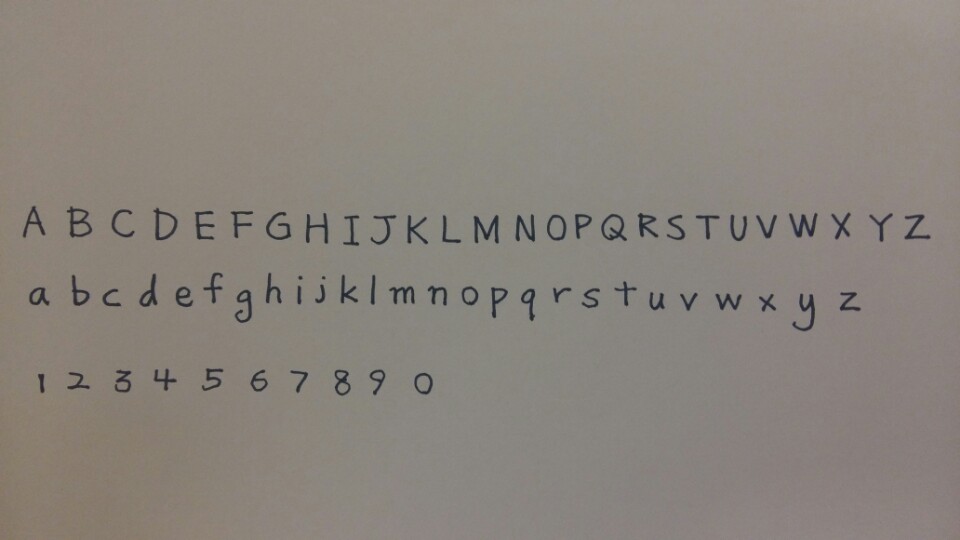 A B C D E F G H I J K L M N O P Q R S T U V W X Y Z
a b c d e f g h i j k l m n o p q r s t u v w x y z
1 2 3 4 5 6 7 8 9 0